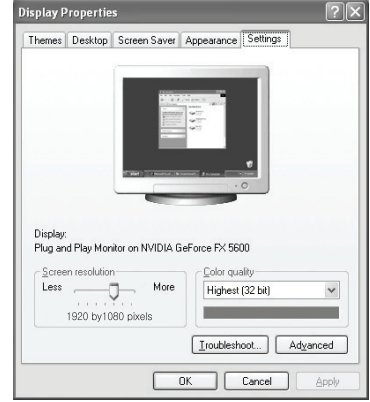 Display Properties
Themes Desktop Screen Saver Appearance Settings
Display:
Plug and Play Monitor on NVIDIA GeForce FX 5600
Screen resolution
Less More
1920 by1080 pixels
Color quality
Highest (32 bit)
Troubleshoot... Advanced
OK Cancel Apply